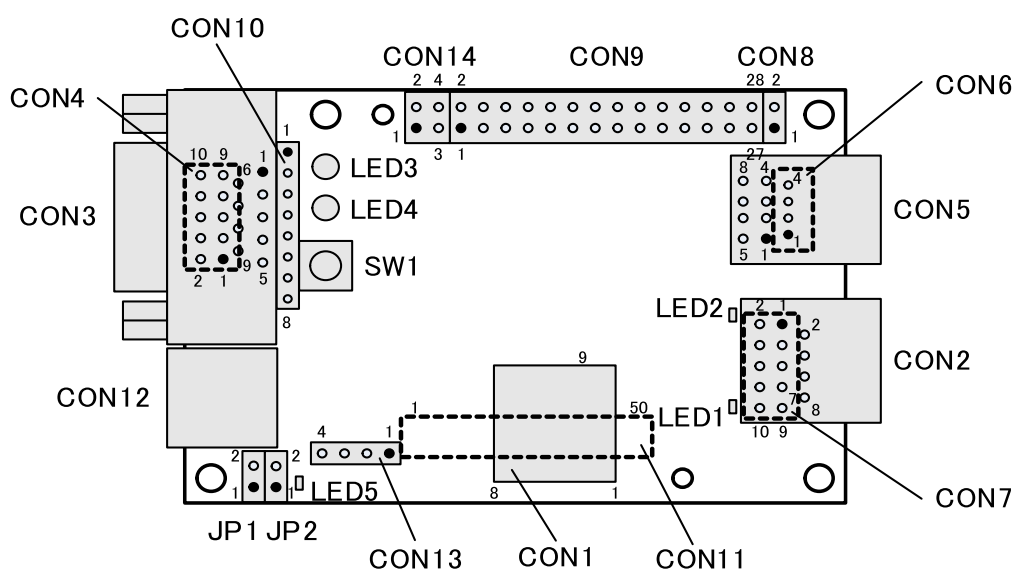 CON10
CON14 CON9 CON8
CON6
CON4
2 4 2 28 2
1 3 1 27 1
1
10 9 6 1
LED3
LED4
CON3
SW1
2 1 9 5
8
8 4 4
CON5
5 1 1
LED2
2 1 2
CON2
LED1
7 8
10 9
CON12
9
1 50
4 1
2 2
1 1
LED5
8 1
CON7
JP1 JP2
CON13 CON1 CON11